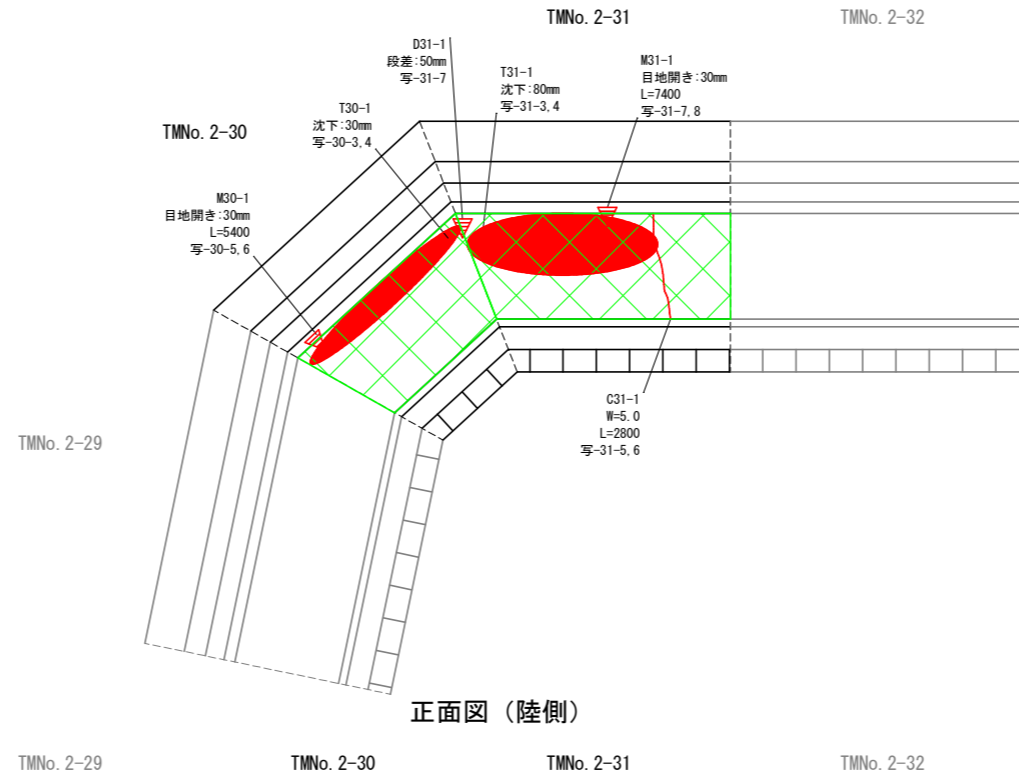 TMNo. 2-31
TMNo. 2-32
D31-1
段差:50mm
写-31-7
T31-1
沈下:80mm
写-31-3,4
M31-1
目地開き:30mm
L=7400
写-31-7,8
T30-1
沈下:30mm
写-30-3,4
TMNo. 2-30
M30-1
目地開き:30mm
L=5400
写-30-5,6
C31-1
W=5.0
L=2800
写-31-5,6
TMNo. 2-29
正面図（陸側）
TMNo. 2-29
TMNo. 2-30
TMNo. 2-31
TMNo. 2-32